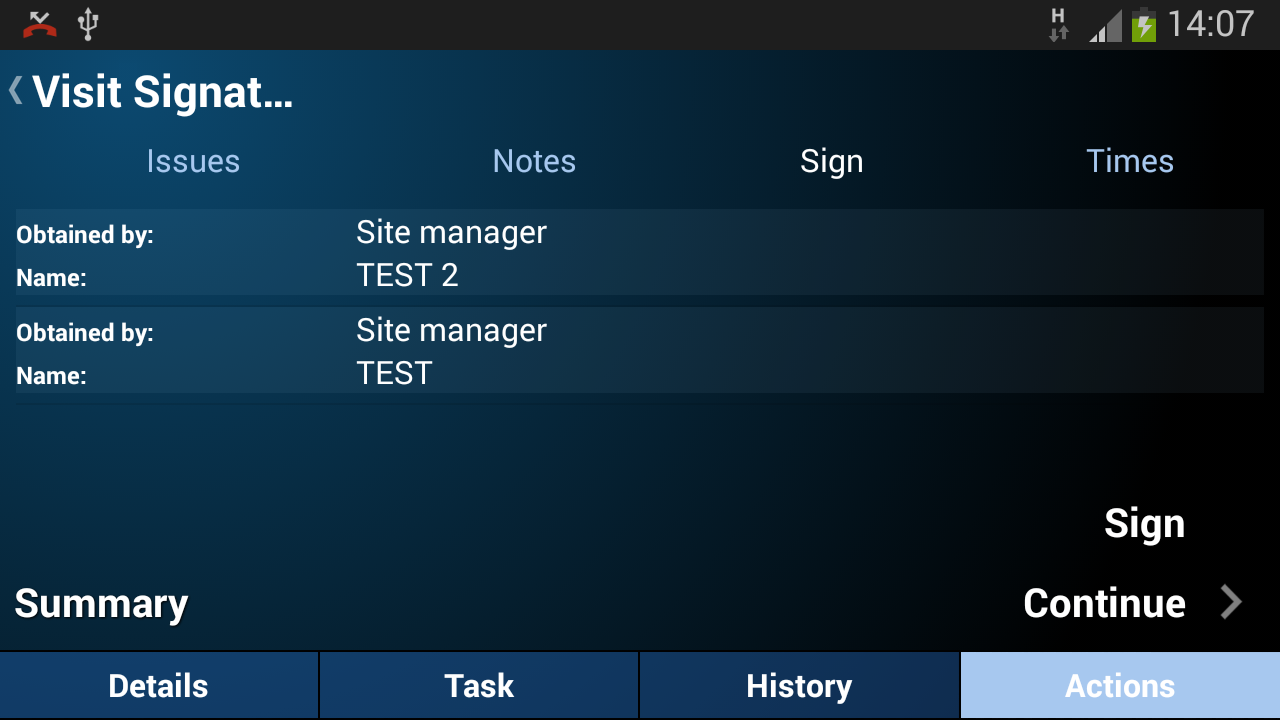 H 14:07
Visit Signat...
Issues Notes Sign Times
Obtained by: Site manager
Name: TEST 2
Obtained by: Site manager
Name: TEST
Sign
Summary Continue
Details Task History Actions